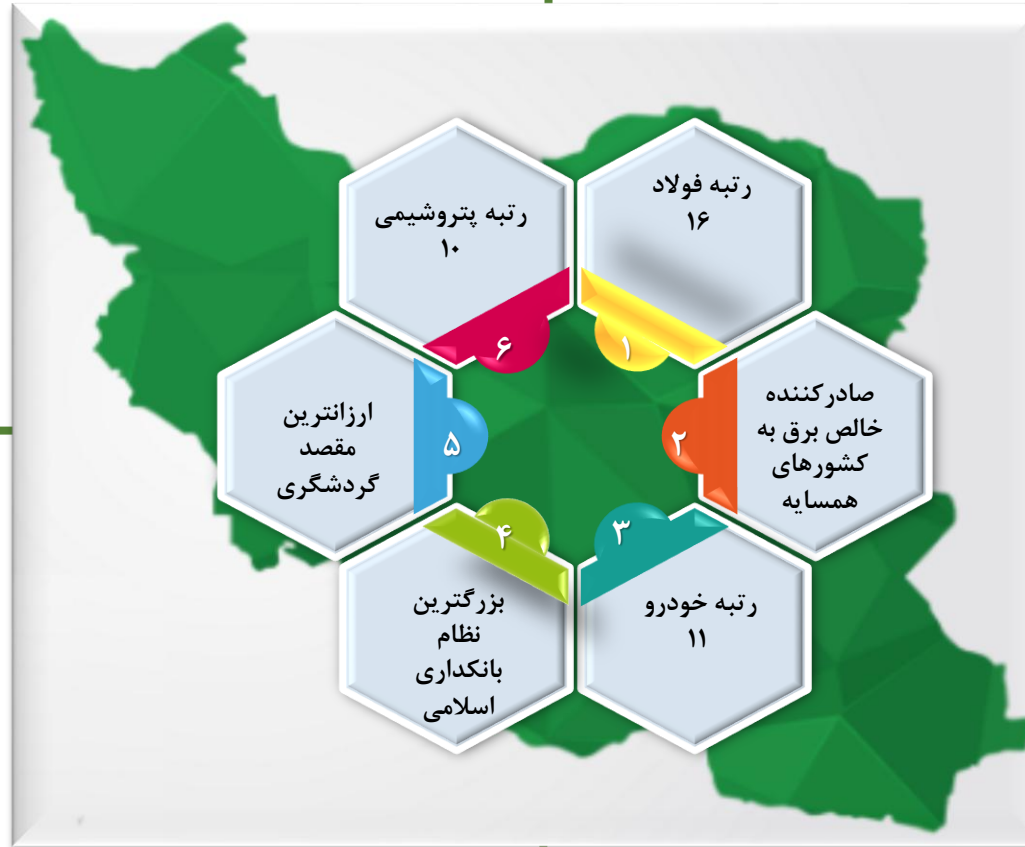 رتبه فولاد
۱۶
۱
صادرکننده
خالص برق به
کشورهای
همسایه
۲
رتبه خودرو
۱۱
۳
بزرگترین
نظام
بانکداری
اسلامی
۴
ارزانترین
مقصد
گردشگری
۵
رتبه پتروشیمی
۱۰
۶